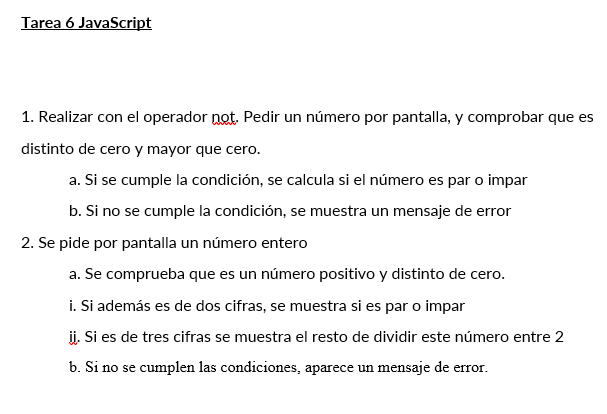 Tarea 6 JavaScript
1. Realizar con el operador not. Pedir un número por pantalla, y comprobar que es
distinto de cero y mayor que cero.
a. Si se cumple la condición, se calcula si el número es par o impar
b. Si no se cumple la condición, se muestra un mensaje de error
2. Se pide por pantalla un número entero
a. Se comprueba que es un número positivo y distinto de cero.
i. Si además es de dos cifras, se muestra si es par o impar
ii. Si es de tres cifras se muestra el resto de dividir este número entre 2
b. Si no se cumplen las condiciones, aparece un mensaje de error.